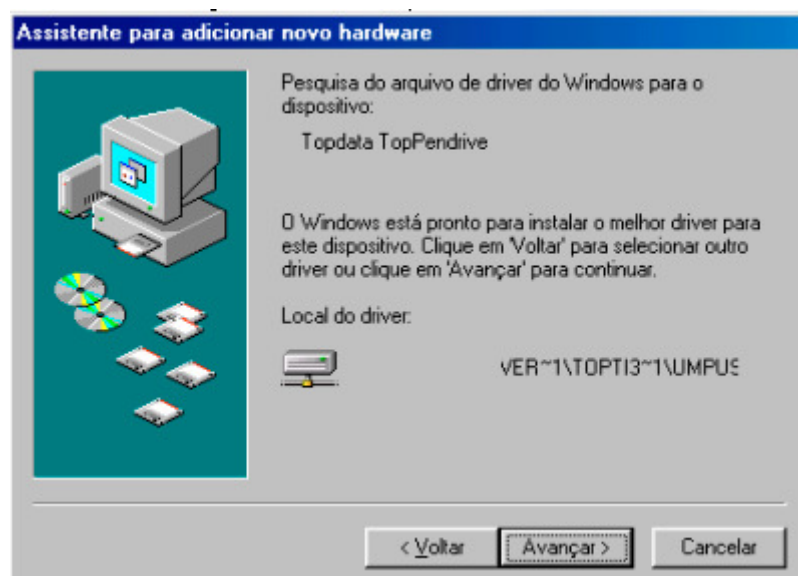 Assistente para adicionar novo hardware
Pesquisa do arquivo de driver do Windows para o
dispositivo:
Topdata TopPendrive
O Windows está pronto para instalar o melhor driver para
este dispositivo. Clique em 'Voltar' para selecionar outro
driver ou clique em 'Avançar' para continuar.
Local do driver:
VER~1\TOPTI3~1\UMPUS
< Voltar Avançar > Cancelar